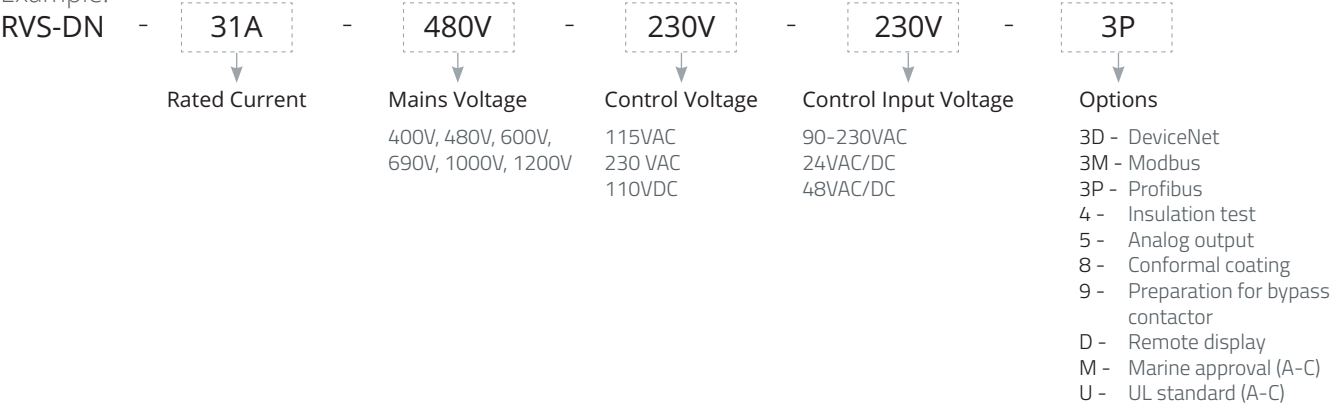 Example:
RVS-DN - 31A - 480V - 230V - 230V - 3P
Rated Current
Mains Voltage
400V, 480V, 600V,
690V, 1000V, 1200V
Control Voltage
115VAC
230 VAC
110VDC
Control Input Voltage
90-230VAC
24VAC/DC
48VAC/DC
Options
3D - DeviceNet
3M - Modbus
3P - Profibus
4 - Insulation test
5 - Analog output
8 - Conformal coating
9 - Preparation for bypass
contactor
D - Remote display
M - Marine approval (A-C)
U - UL standard (A-C)